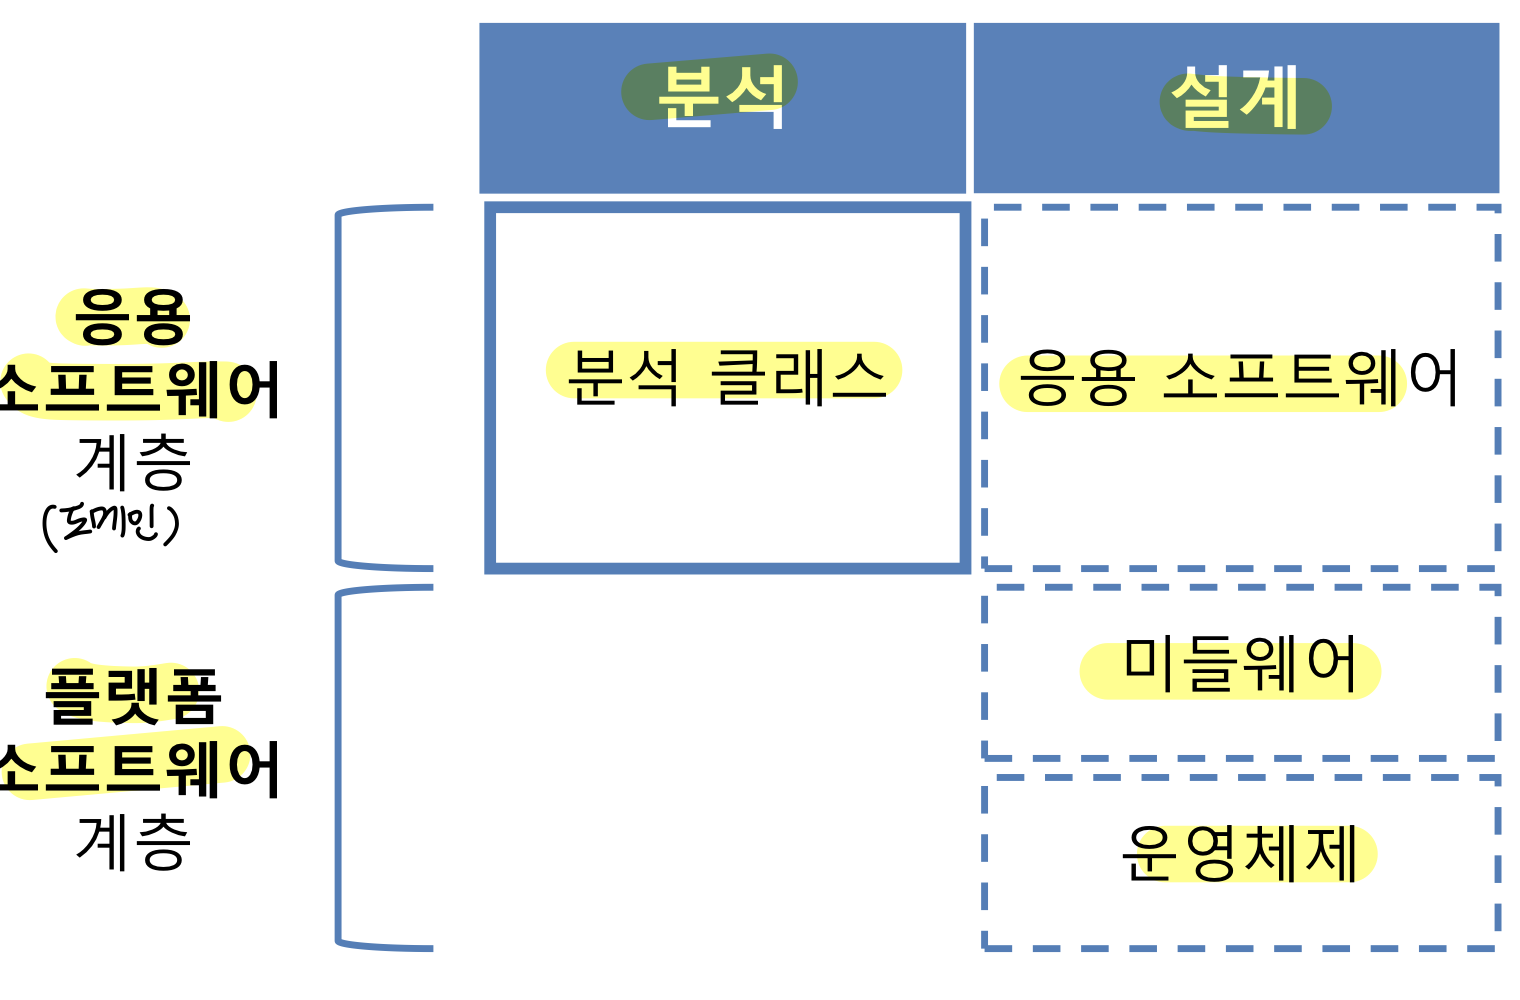 분석 설계
응용
소프트웨어
계층
(도메인)
분석 클래스
응용 소프트웨어
플랫폼
소프트웨어
계층
미들웨어
운영체제